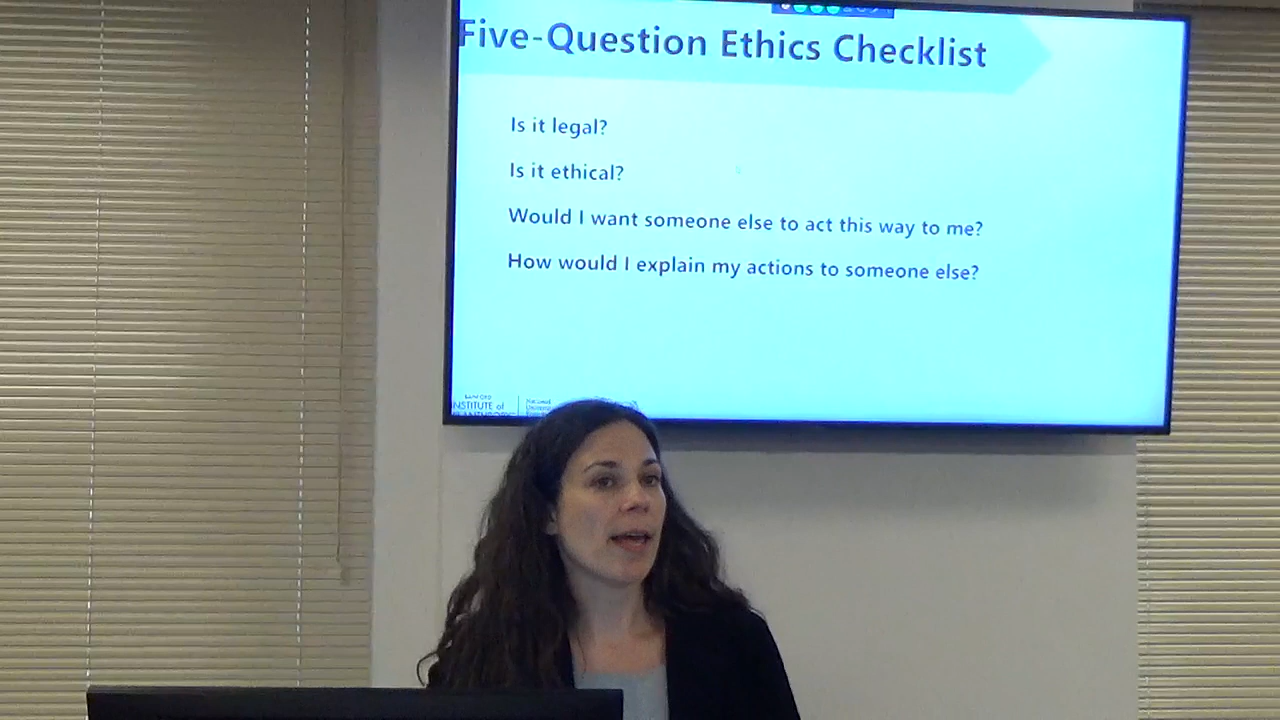 Five-Question Ethics Checklist
Is it legal?
Is it ethical?
Would I want someone else to act this way to me?
How would I explain my actions to someone else?
INSTITUTE of